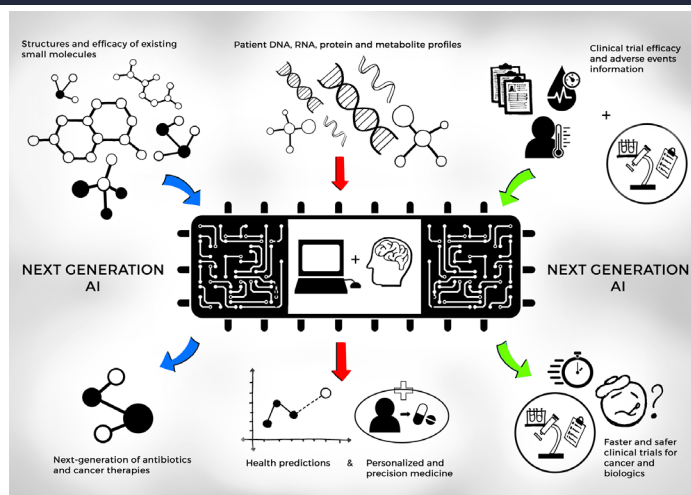 Structures and efficacy of existing
small molecules
Patient DNA, RNA, protein and metabolite profiles
Clinical trial efficacy
and adverse events
information
+
NEXT GENERATION
AI
+
NEXT GENERATION
AI
Next-generation of antibiotics
and cancer therapies
Health predictions & Personalized and
precision medicine
?
Faster and safer
clinical trials for
cancer and
biologics